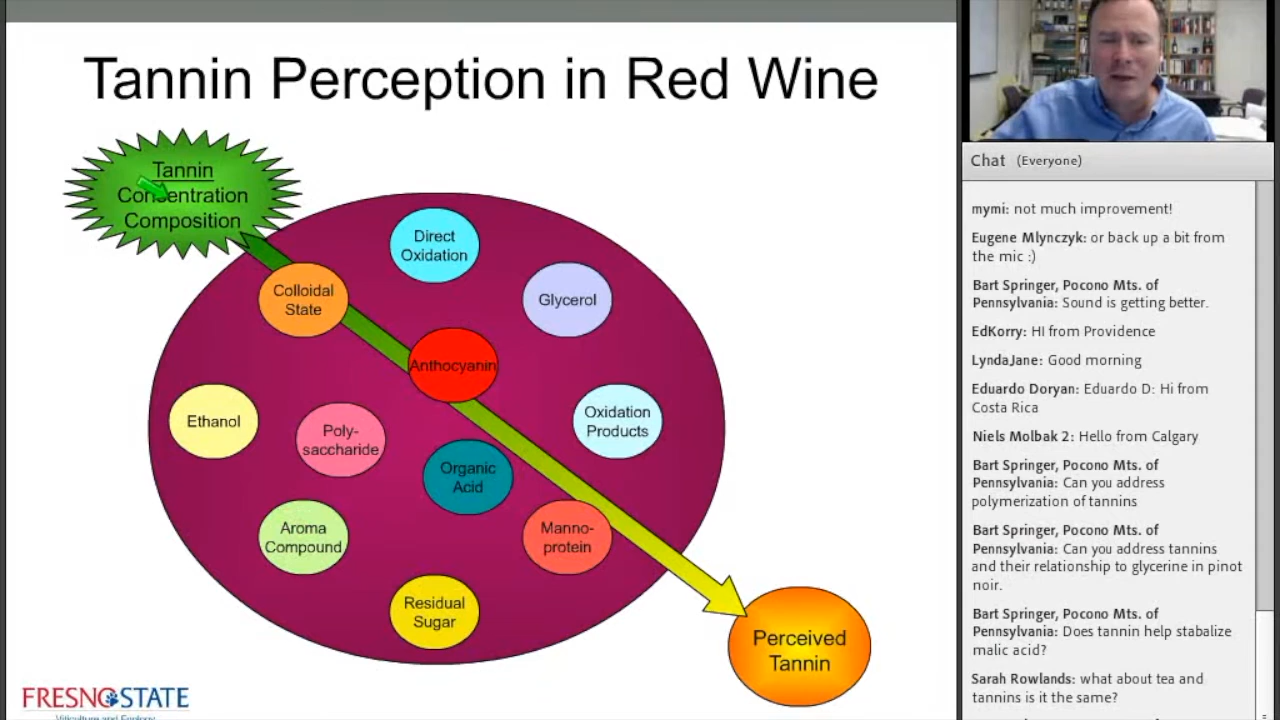 Tannin Perception in Red Wine
Tannin
Concentration
Composition
Direct
Oxidation
Colloidal
State
Glycerol
Anthocyanin
Ethanol
Poly-
saccharide
Oxidation
Products
Organic
Acid
Aroma
Compound
Manno-
protein
Residual
Sugar
Perceived
Tannin
FRESNO STATE
Viticulture and Enology
Chat (Everyone)
mymi: not much improvement!
Eugene Mlynczyk: or back up a bit from
the mic :)
Bart Springer, Pocono Mts. of
Pennsylvania: Sound is getting better.
EdKorry: HI from Providence
LyndaJane: Good morning
Eduardo Doryan: Eduardo D: Hi from
Costa Rica
Niels Molbak 2: Hello from Calgary
Bart Springer, Pocono Mts. of
Pennsylvania: Can you address
polymerization of tannins
Bart Springer, Pocono Mts. of
Pennsylvania: Can you address tannins
and their relationship to glycerine in pinot
noir.
Bart Springer, Pocono Mts. of
Pennsylvania: Does tannin help stabalize
malic acid?
Sarah Rowlands: what about tea and
tannins is it the same?